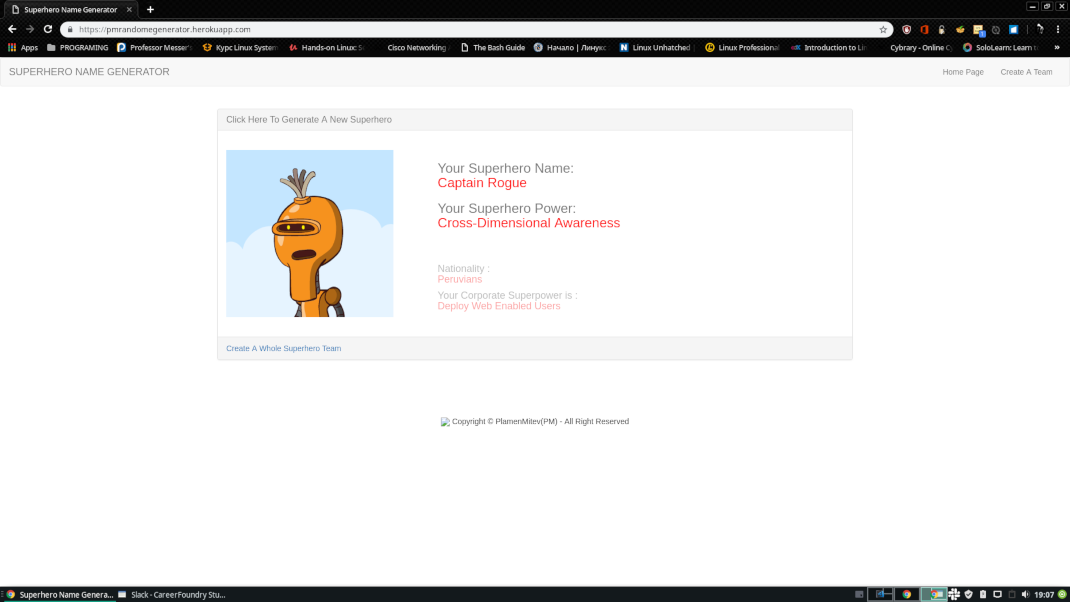 Superhero Name Generator
https://pmrandomegenerator.herokuapp.com
Apps
PROGRAMING
Professor Messer's
Курс Linux System
Hands-on Linux: S
Cisco Networking
The Bash Guide
Начало | Линукс
Linux Unhatched
Linux Professional
Introduction to Li
Cybrary - Online C
SoloLearn: Learn t
»
SUPERHERO NAME GENERATOR
Home Page
Create A Team
Click Here To Generate A New Superhero
Your Superhero Name:
Captain Rogue
Your Superhero Power:
Cross-Dimensional Awareness
Nationality :
Peruvians
Your Corporate Superpower is :
Deploy Web Enabled Users
Create A Whole Superhero Team
Copyright © PlamenMitev(PM) - All Right Reserved
Superhero Name Genera...
Slack - CareerFoundry Stu...
19:07